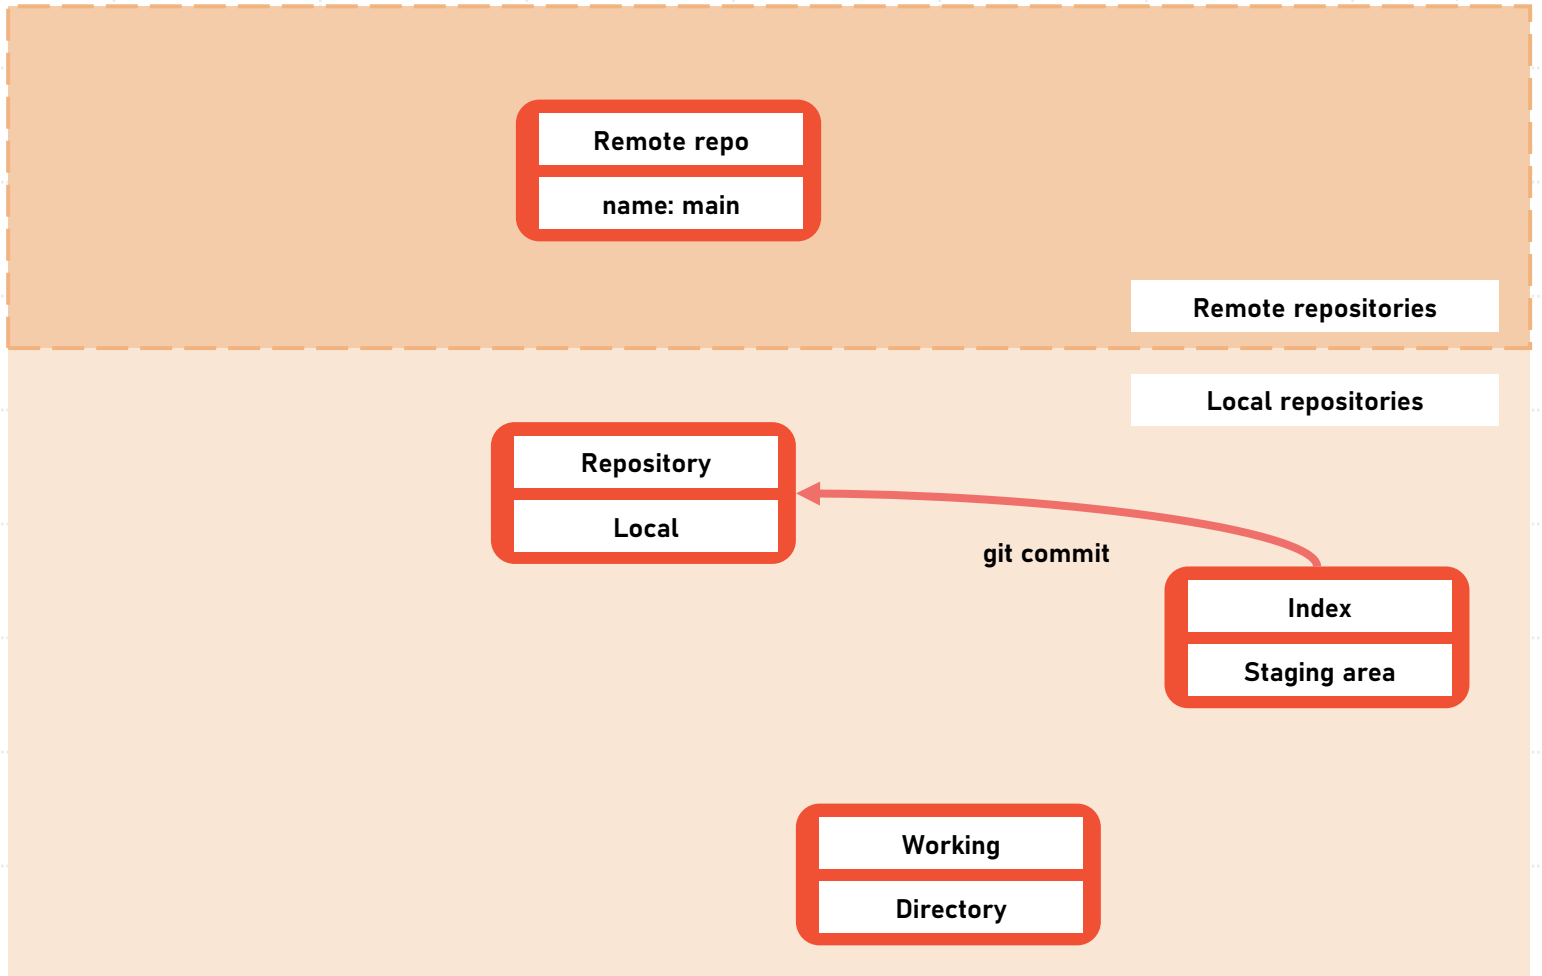 Remote repo
name: main
Remote repositories
Local repositories
Repository
Local
git commit
Index
Staging area
Working
Directory